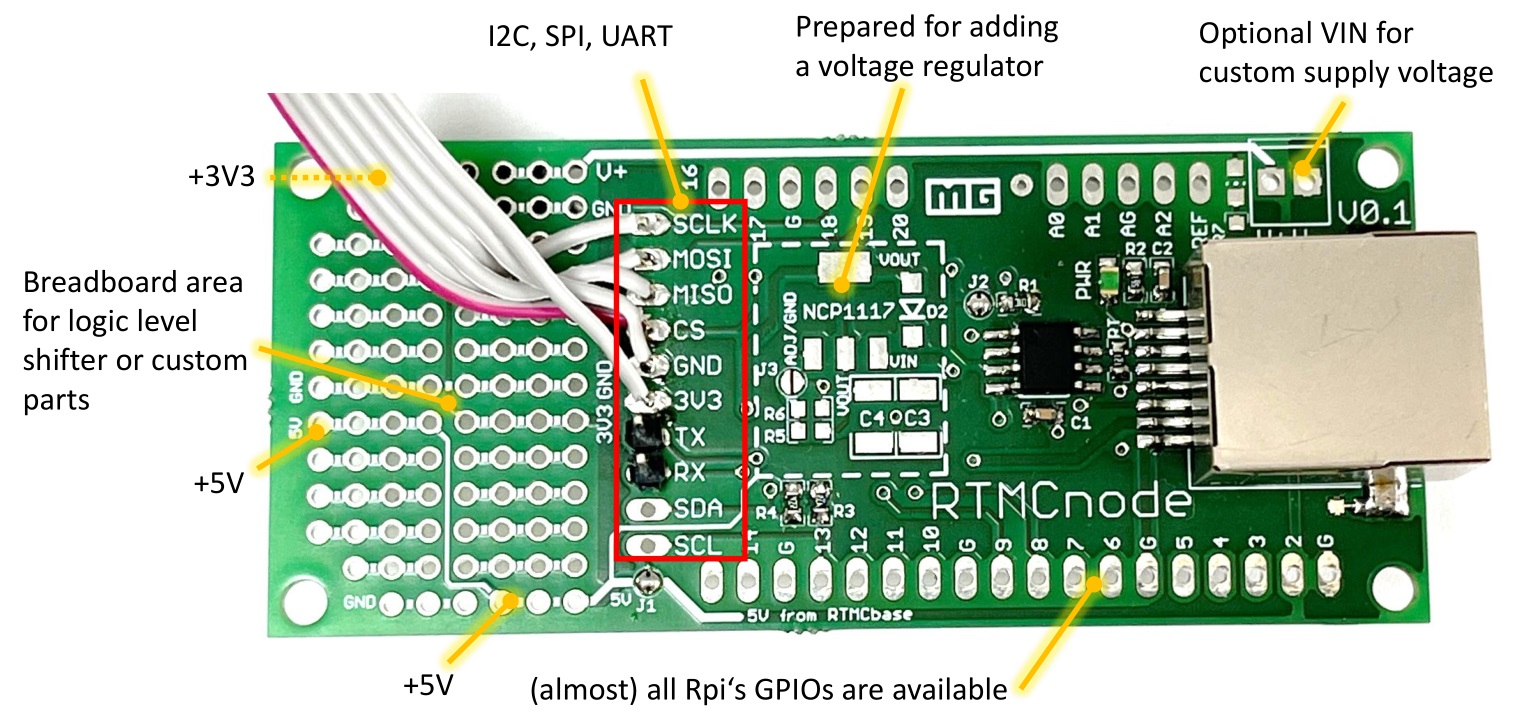 I2C, SPI, UART
Prepared for adding
a voltage regulator
Optional VIN for
custom supply voltage
+3V3
Breadboard area
for logic level
shifter or custom
parts
+5V
+5V
(almost) all Rpi‘s GPIOs are available
V+
GND
16
17
G
18
19
20
MG
A0
A1
AG
A2
V0.1
SCLK
MOSI
MISO
CS
GND
3V3
TX
RX
SDA
SCL
VOUT
NCP1117
D2
ADJ/GND
VIN
VOUT
J3
R6
R5
C4
C3
J2
R1
PWR
R2
C2
C1
R4
R3
RTMCnode
GND
5V
3V3
GND
14
G
13
12
11
10
G
9
8
7
6
G
5
4
3
2
G
GND
5V
J1
5V from RTMCbase